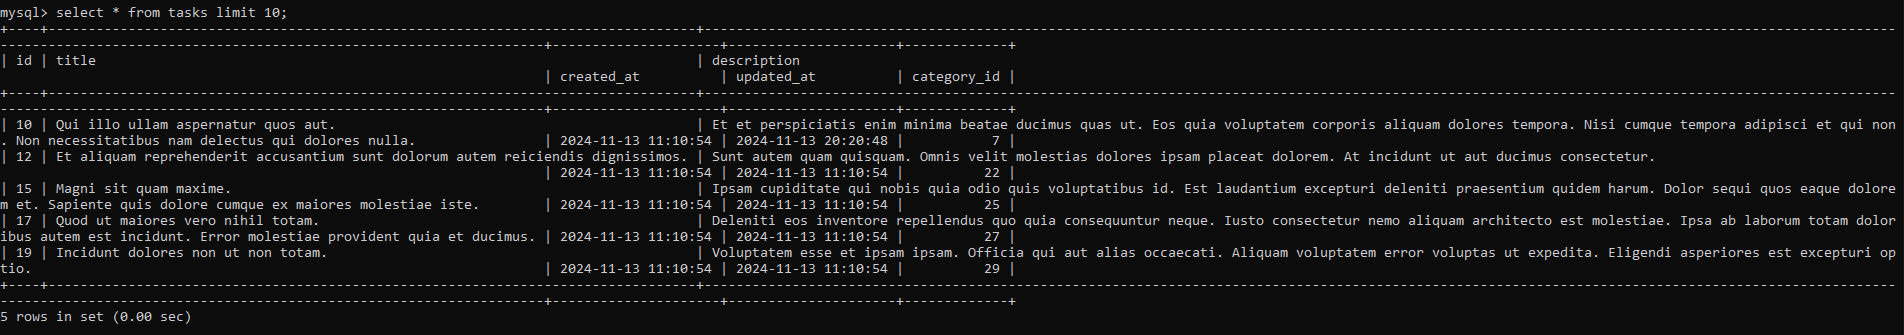 mysql> select * from tasks limit 10;
| id | title | description
| created_at | updated_at | category_id |
| 10 | Qui illo ullam aspernatur quos aut. | Et et perspiciatis enim minima beatae ducimus quas ut. Eos quia voluptatem corporis aliquam dolores tempora. Nisi cumque tempora adipisci et qui non
. Non necessitatibus nam delectus qui dolores nulla. | 2024-11-13 11:10:54 | 2024-11-13 20:20:48 | 7 |
| 12 | Et aliquam reprehenderit accusantium sunt dolorum autem reiciendis dignissimos. | Sunt autem quam quisquam. Omnis velit molestias dolores ipsam placeat dolorem. At incidunt ut aut ducimus consectetur.
| 2024-11-13 11:10:54 | 2024-11-13 11:10:54 | 22 |
| 15 | Magni sit quam maxime. | Ipsam cupiditate qui nobis quia odio quis voluptatibus id. Est laudantium excepturi deleniti praesentium quidem harum. Dolor sequi quos eaque dolore
m et. Sapiente quis dolore cumque ex maiores molestiae iste. | 2024-11-13 11:10:54 | 2024-11-13 11:10:54 | 25 |
| 17 | Quod ut maiores vero nihil totam. | Deleniti eos inventore repellendus quo quia consequuntur neque. Iusto consectetur nemo aliquam architecto est molestiae. Ipsa ab laborum totam dolor
ibus autem est incidunt. Error molestiae provident quia et ducimus. | 2024-11-13 11:10:54 | 2024-11-13 11:10:54 | 27 |
| 19 | Incidunt dolores non ut non totam. | Voluptatem esse et ipsam ipsam. Officia qui aut alias occaecati. Aliquam voluptatem error voluptas ut expedita. Eligendi asperiores est excepturi op
tio. | 2024-11-13 11:10:54 | 2024-11-13 11:10:54 | 29 |
5 rows in set (0.00 sec)